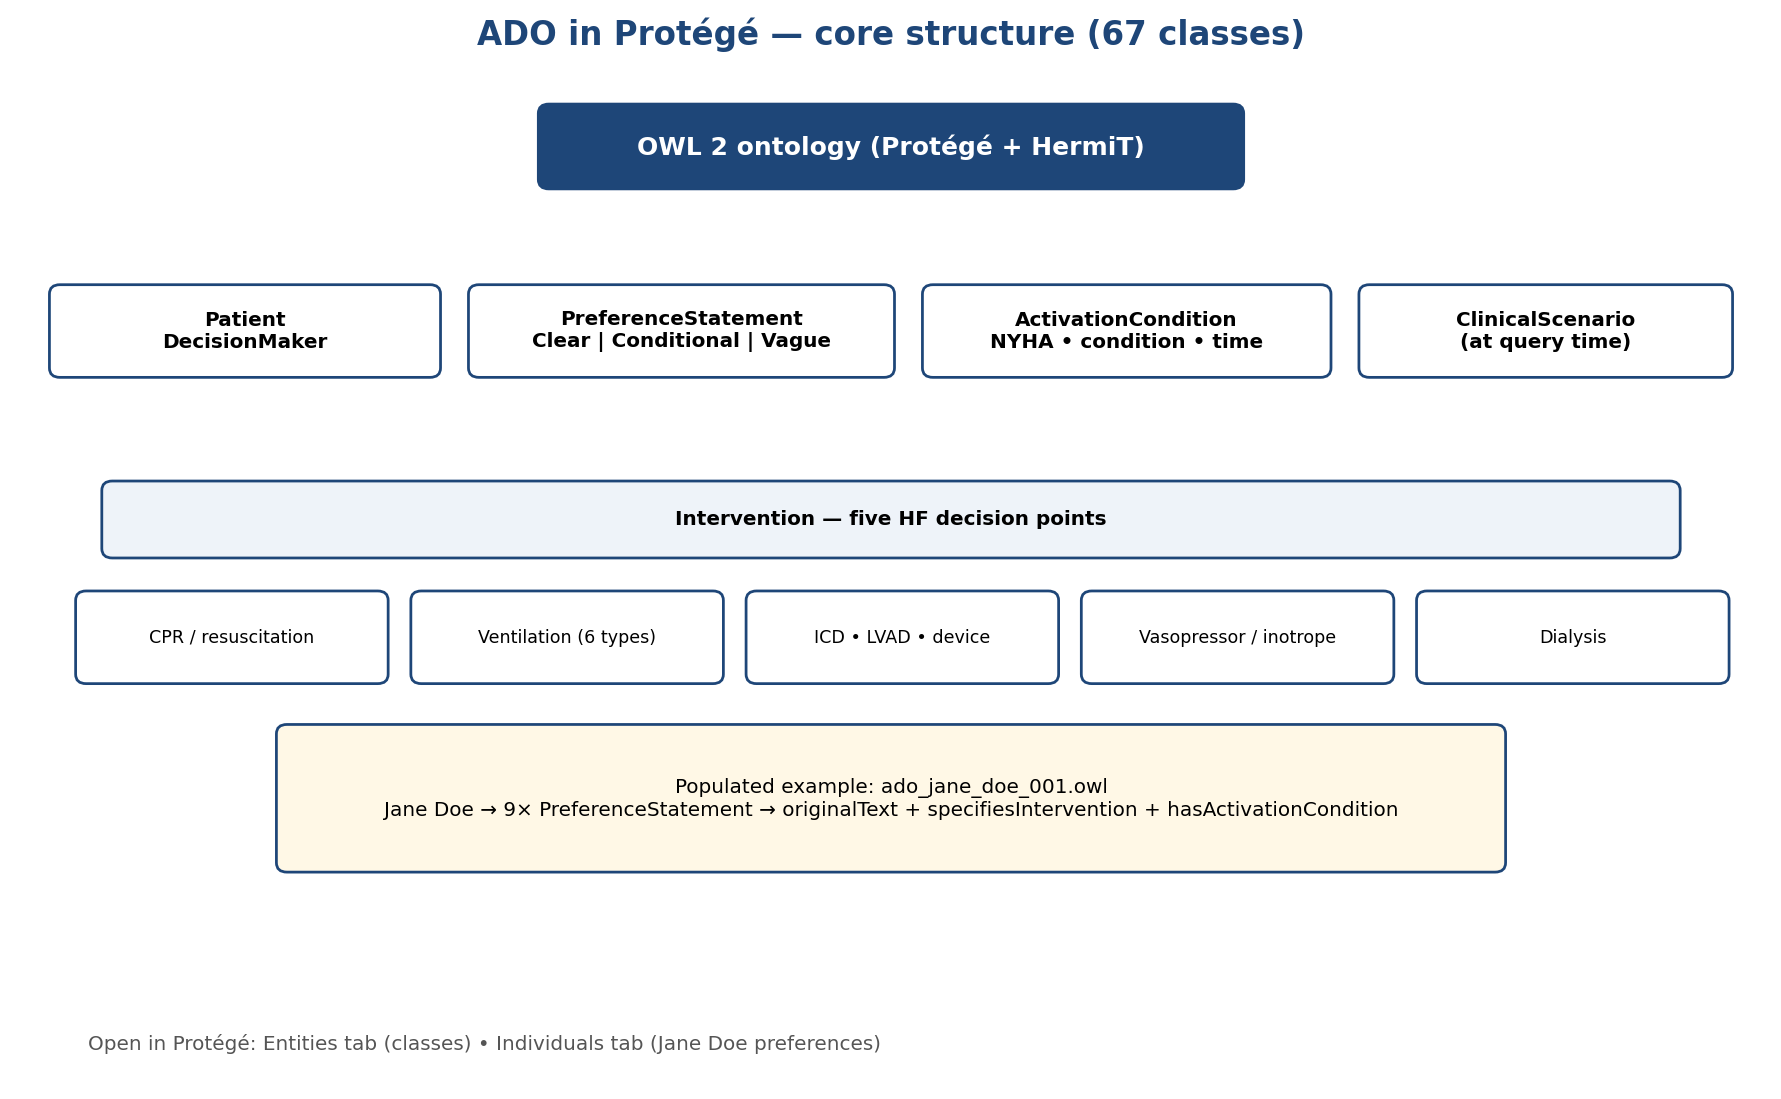 ADO in Protégé — core structure (67 classes)
OWL 2 ontology (Protégé + HermiT)
Patient
DecisionMaker
PreferenceStatement
Clear | Conditional | Vague
ActivationCondition
NYHA • condition • time
ClinicalScenario
(at query time)
Intervention — five HF decision points
CPR / resuscitation
Ventilation (6 types)
ICD • LVAD • device
Vasopressor / inotrope
Dialysis
Populated example: ado_jane_doe_001.owl
Jane Doe → 9× PreferenceStatement → originalText + specifiesIntervention + hasActivationCondition
Open in Protégé: Entities tab (classes) • Individuals tab (Jane Doe preferences)